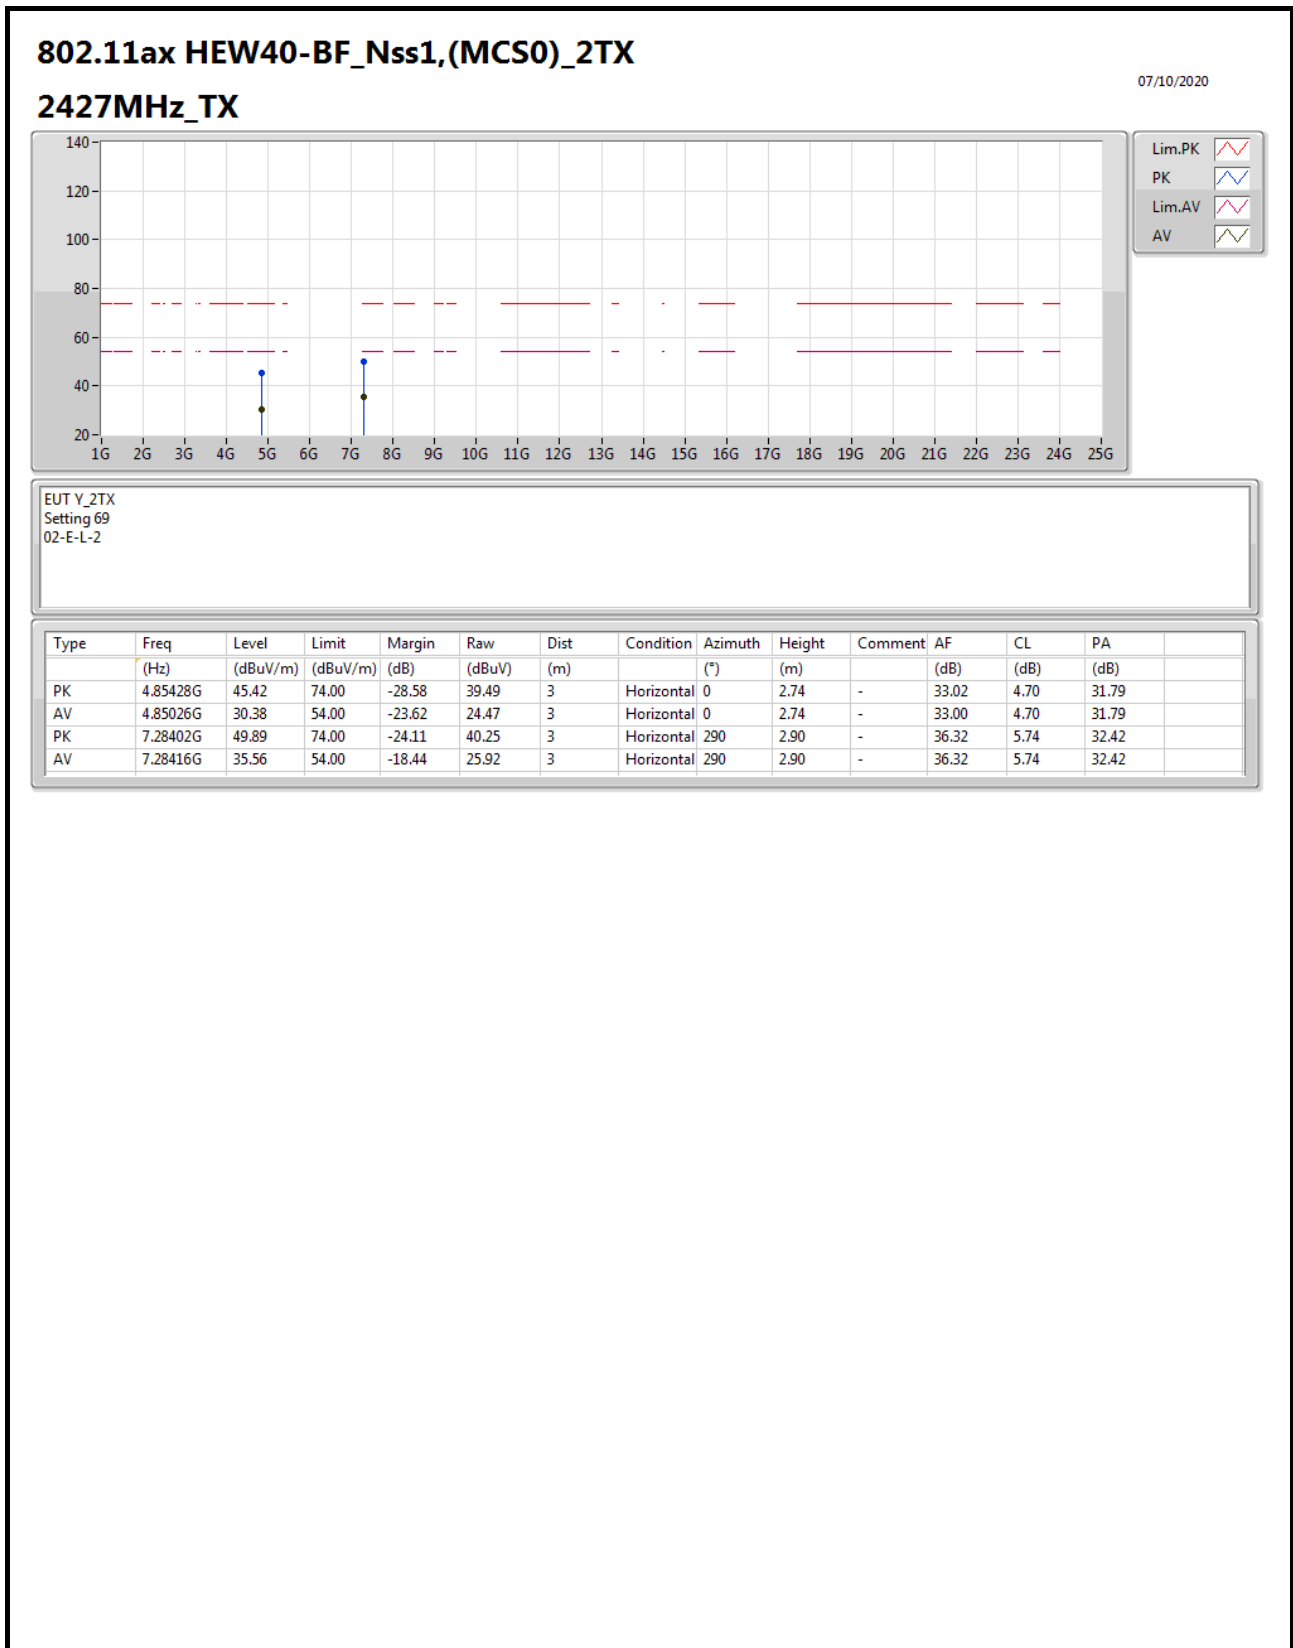 802.11ax HEW40-BF_Nss1,(MCS0)_2TX
07/10/2020
2427MHz_TX
140
120
100
80
60
40
20
1G 2G 3G 4G 5G 6G 7G 8G 9G 10G 11G 12G 13G 14G 15G 16G 17G 18G 19G 20G 21G 22G 23G 24G 25G
Lim.PK
PK
Lim.AV
AV
EUT Y_2TX
Setting 69
02-E-L-2
Type Freq Level Limit Margin Raw Dist Condition Azimuth Height Comment AF CL PA
(Hz) (dBuV/m) (dBuV/m) (dB) (dBuV) (m) (°) (m) (dB) (dB) (dB)
PK 4.85428G 45.42 74.00 -28.58 39.49 3 Horizontal 0 2.74 - 33.02 4.70 31.79
AV 4.85026G 30.38 54.00 -23.62 24.47 3 Horizontal 0 2.74 - 33.00 4.70 31.79
PK 7.28402G 49.89 74.00 -24.11 40.25 3 Horizontal 290 2.90 - 36.32 5.74 32.42
AV 7.28416G 35.56 54.00 -18.44 25.92 3 Horizontal 290 2.90 - 36.32 5.74 32.42